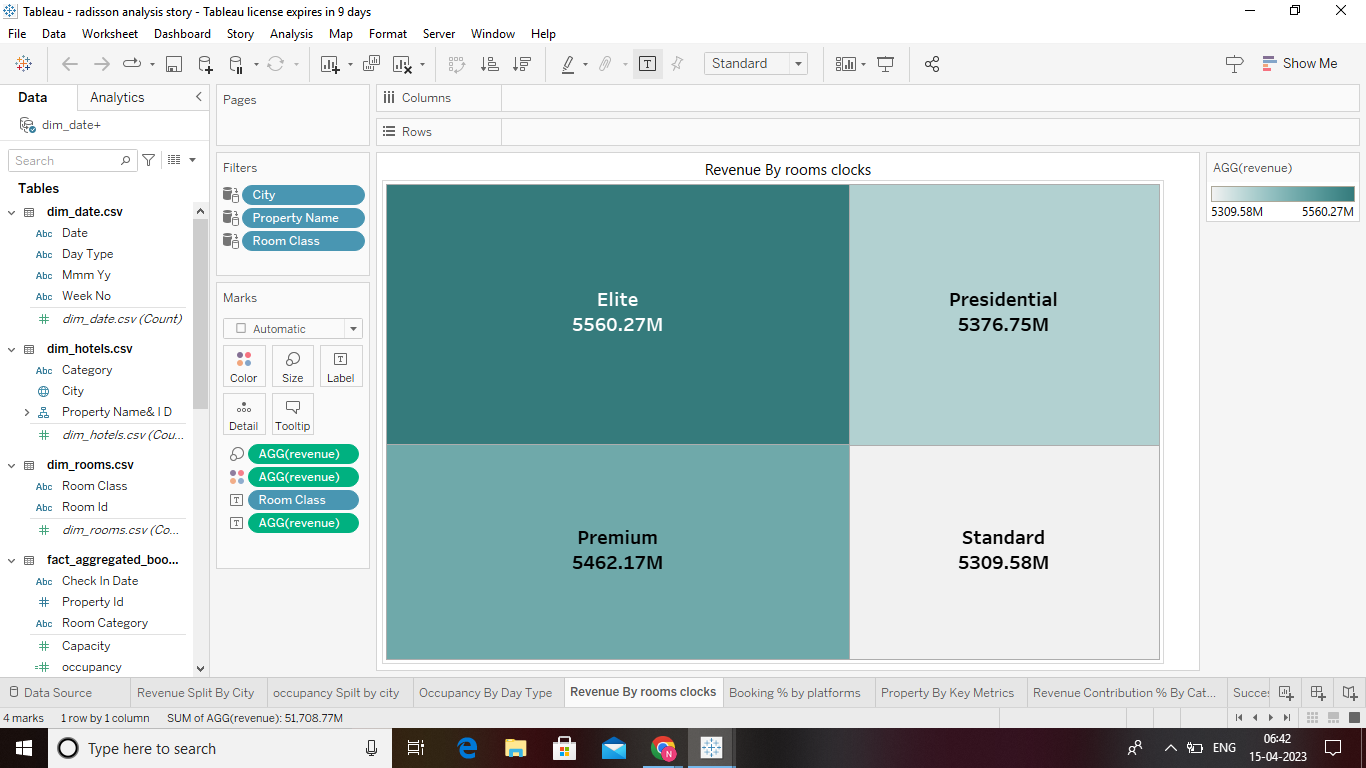 Tableau - radisson analysis story - Tableau license expires in 9 days
File Data Worksheet Dashboard Story Analysis Map Format Server Window Help
Standard
Show Me
Data Analytics
dim_date+
Search
Tables
dim_date.csv
Abc Date
Abc Day Type
Abc Mmm Yy
Abc Week No
dim_date.csv (Count)
dim_hotels.csv
Abc Category
City
Property Name& I D
dim_hotels.csv (Cou...
dim_rooms.csv
Abc Room Class
Abc Room Id
dim_rooms.csv (Co...
fact_aggregated_boo...
Abc Check In Date
Property Id
Abc Room Category
Capacity
occupancy
Pages
Filters
City
Property Name
Room Class
Marks
Automatic
Color Size Label
Detail Tooltip
AGG(revenue)
AGG(revenue)
Room Class
AGG(revenue)
Columns
Rows
Revenue By rooms clocks
Elite
5560.27M
Presidential
5376.75M
Premium
5462.17M
Standard
5309.58M
AGG(revenue)
5309.58M 5560.27M
Data Source Revenue Split By City occupancy Spilt by city Occupancy By Day Type Revenue By rooms clocks Booking % by platforms Property By Key Metrics Revenue Contribution % By Cat... Succes
4 marks 1 row by 1 column SUM of AGG(revenue): 51,708.77M
Type here to search
N
ENG
06:42
15-04-2023